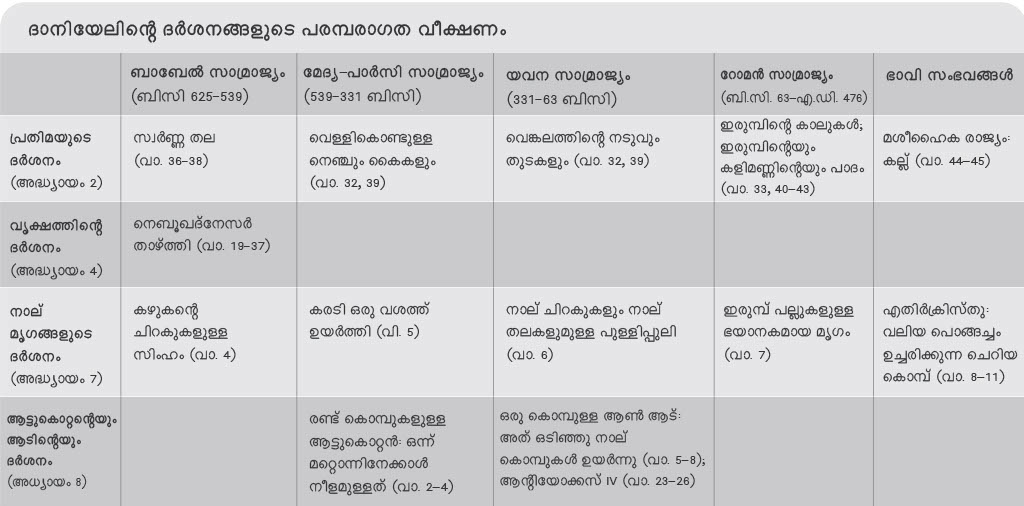 ദാനിയേലിന്റെ ദർശനങ്ങളുടെ പരമ്പരാഗത വീക്ഷണം
ബാബേൽ സാമ്രാജ്യം
(ബിസി 625–539)
മേദ്യ–പാർസി സാമ്രാജ്യം
(539–331 ബിസി)
യവന സാമ്രാജ്യം
(331–63 ബിസി)
റോമൻ സാമ്രാജ്യം
(ബി.സി. 63–എ.ഡി. 476)
ഭാവി സംഭവങ്ങൾ
പ്രതിമയുടെ
ദർശനം
(അദ്ധ്യായം 2)
സ്വർണ്ണ തല
(വാ. 36–38)
വെള്ളികൊണ്ടുള്ള
നെഞ്ചും കൈകളും
(വാ. 32, 39)
വെങ്കലത്തിന്റെ നടുവും
തുടകളും (വാ. 32, 39)
ഇരുമ്പിന്റെ കാലുകൾ;
ഇരുമ്പിന്റെയും
കളിമണ്ണിന്റെയും പാദം
(വാ. 33, 40–43)
മശീഹൈക രാജ്യം:
കല്ല് (വാ. 44–45)
വൃക്ഷത്തിന്റെ
ദർശനം
(അദ്ധ്യായം 4)
നെബൂഖദ്നേസർ
താഴ്ത്തി (വാ. 19–37)
നാല്
മൃഗങ്ങളുടെ
ദർശനം
(അദ്ധ്യായം 7)
കഴുകന്റെ
ചിറകുകളുള്ള
സിംഹം (വാ. 4)
കരടി ഒരു വശത്ത്
ഉയർത്തി (വി. 5)
നാല് ചിറകുകളും നാല്
തലകളുമുള്ള പുള്ളിപ്പുലി
(വാ. 6)
ഇരുമ്പ് പല്ലുകളുള്ള
ഭയാനകമായ മൃഗം
(വാ. 7)
എതിർക്രിസ്തു:
വലിയ പൊങ്ങച്ചം
ഉച്ചരിക്കുന്ന ചെറിയ
കൊമ്പ് (വാ. 8–11)
ആട്ടുകൊറ്റന്റെയും
ആടിന്റെയും
ദർശനം
(അധ്യായം 8)
രണ്ട് കൊമ്പുകളുള്ള
ആട്ടുകൊറ്റൻ: ഒന്ന്
മറ്റൊന്നിനേക്കാൾ
നീളമുള്ളത് (വാ. 2–4)
ഒരു കൊമ്പുള്ള ആൺ ആട്:
അത് ഒടിഞ്ഞു നാല്
കൊമ്പുകൾ ഉയർന്നു (വാ. 5–8);
ആന്റിയോക്കസ് IV (വാ. 23–26)